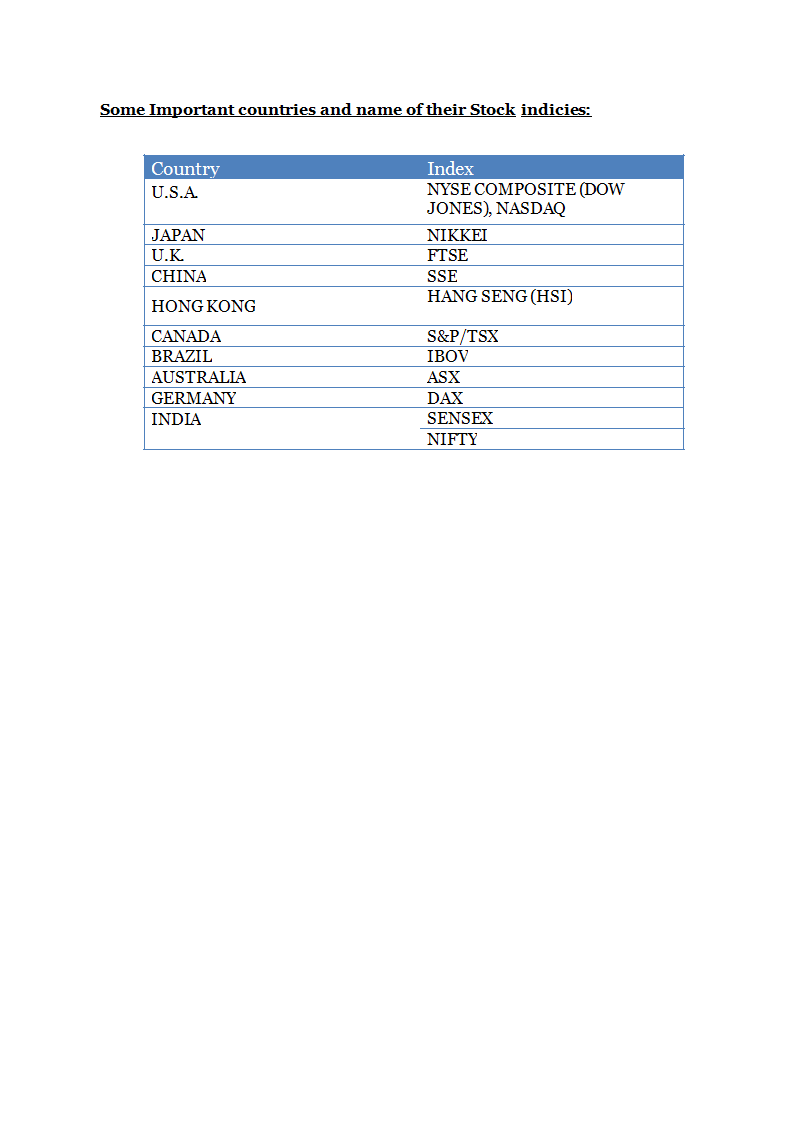 Some Important countries and name of their Stock indicies:
Country Index
U.S.A. NYSE COMPOSITE (DOW
JONES), NASDAQ
JAPAN NIKKEI
U.K. FTSE
CHINA SSE
HONG KONG HANG SENG (HSI)
CANADA S&P/TSX
BRAZIL IBOV
AUSTRALIA ASX
GERMANY DAX
INDIA SENSEX
NIFTY